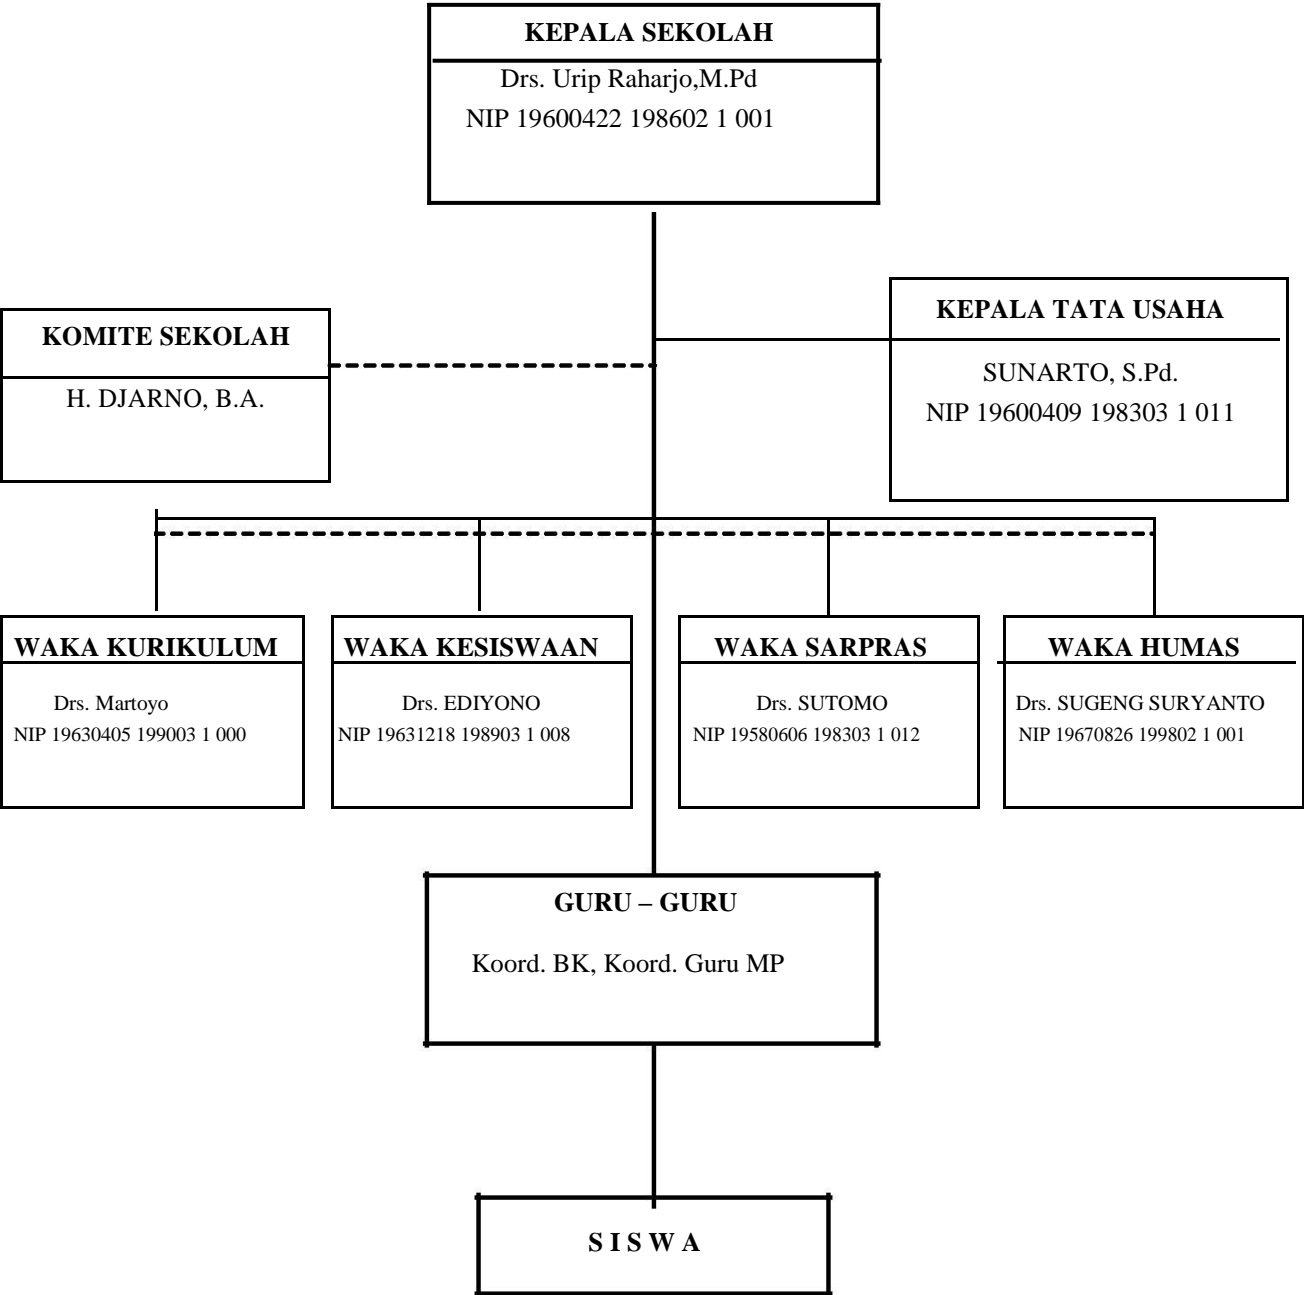 KEPALA SEKOLAH
Drs. Urip Raharjo,M.Pd
NIP 19600422 198602 1 001
KOMITE SEKOLAH
H. DJARNO, B.A.
KEPALA TATA USAHA
SUNARTO, S.Pd.
NIP 19600409 198303 1 011
WAKA KURIKULUM
Drs. Martoyo
NIP 19630405 199003 1 000
WAKA KESISWAAN
Drs. EDIYONO
NIP 19631218 198903 1 008
WAKA SARPRAS
Drs. SUTOMO
NIP 19580606 198303 1 012
WAKA HUMAS
Drs. SUGENG SURYANTO
NIP 19670826 199802 1 001
GURU – GURU
Koord. BK, Koord. Guru MP
S I S W A